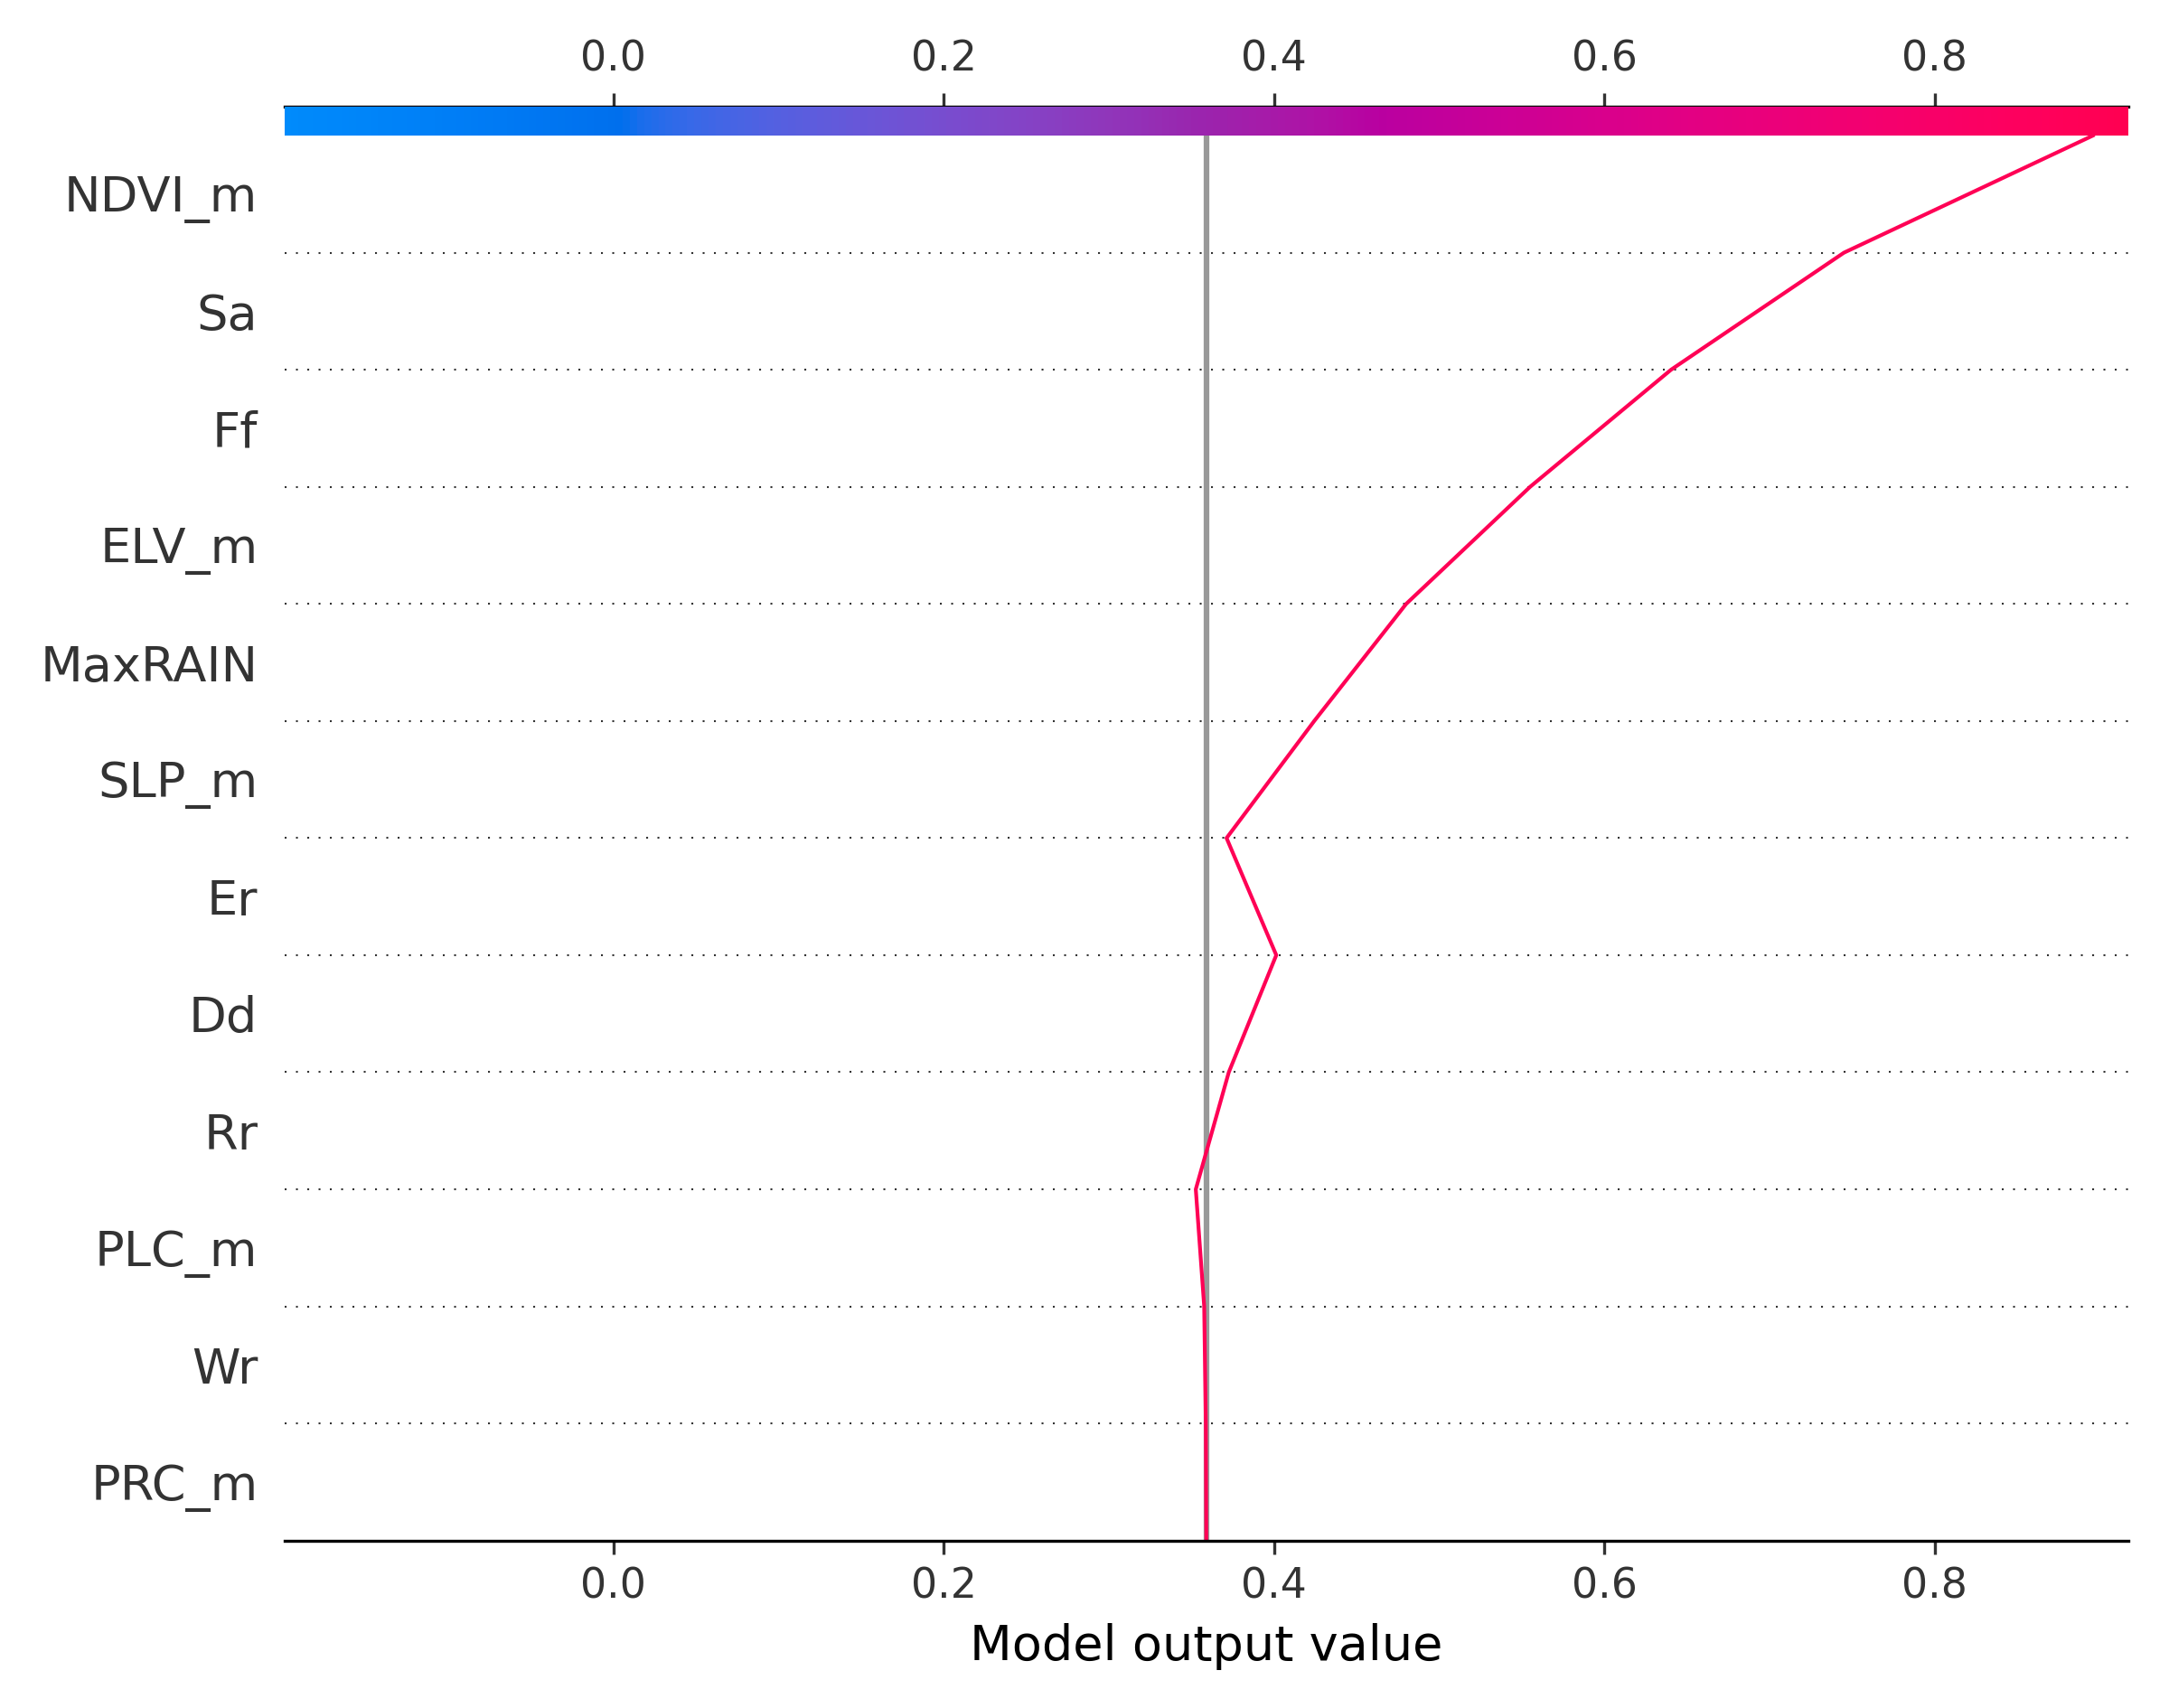 0.0 0.2 0.4 0.6 0.8
NDVI_m
Sa
Ff
ELV_m
MaxRAIN
SLP_m
Er
Dd
Rr
PLC_m
Wr
PRC_m
0.0 0.2 0.4 0.6 0.8
Model output value